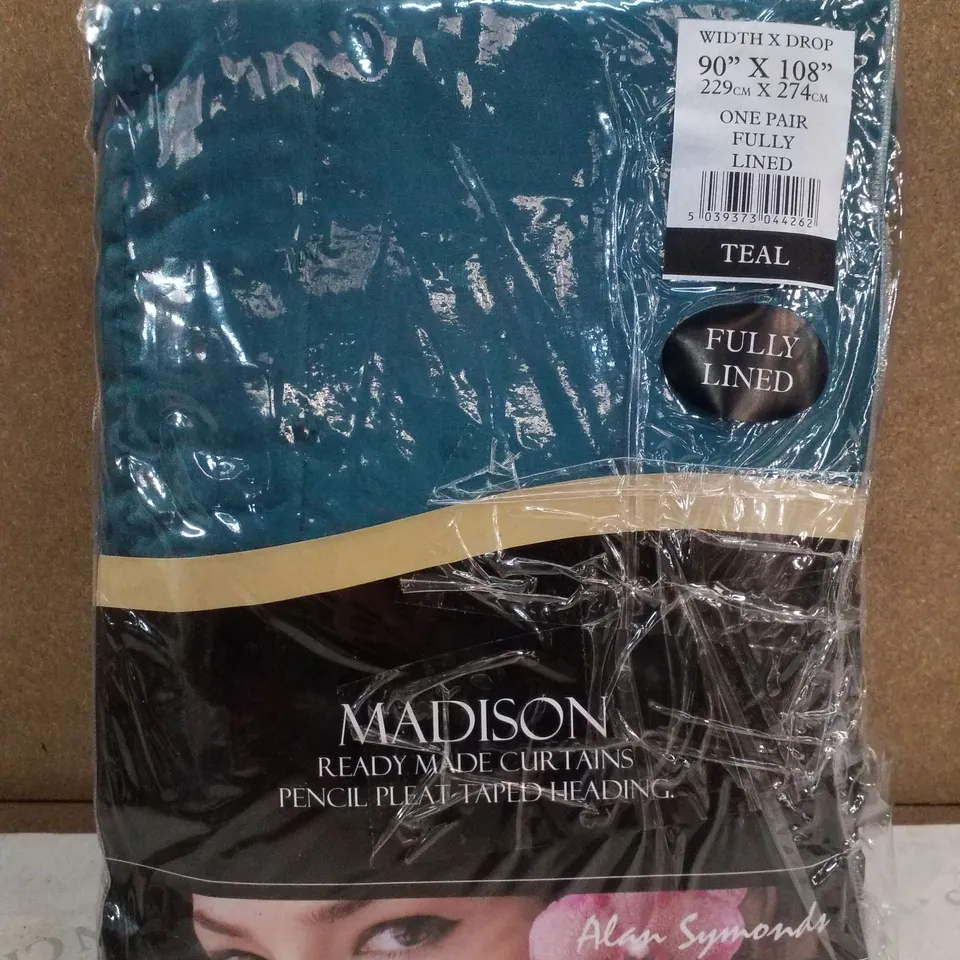 WIDTH X DROP
90” X 108”
229CM X 274CM
ONE PAIR
FULLY
LINED
5 039373 044262
TEAL
FULLY
LINED
MADISON
READY MADE CURTAINS
PENCIL PLEAT TAPED HEADING.
Alan Symonds